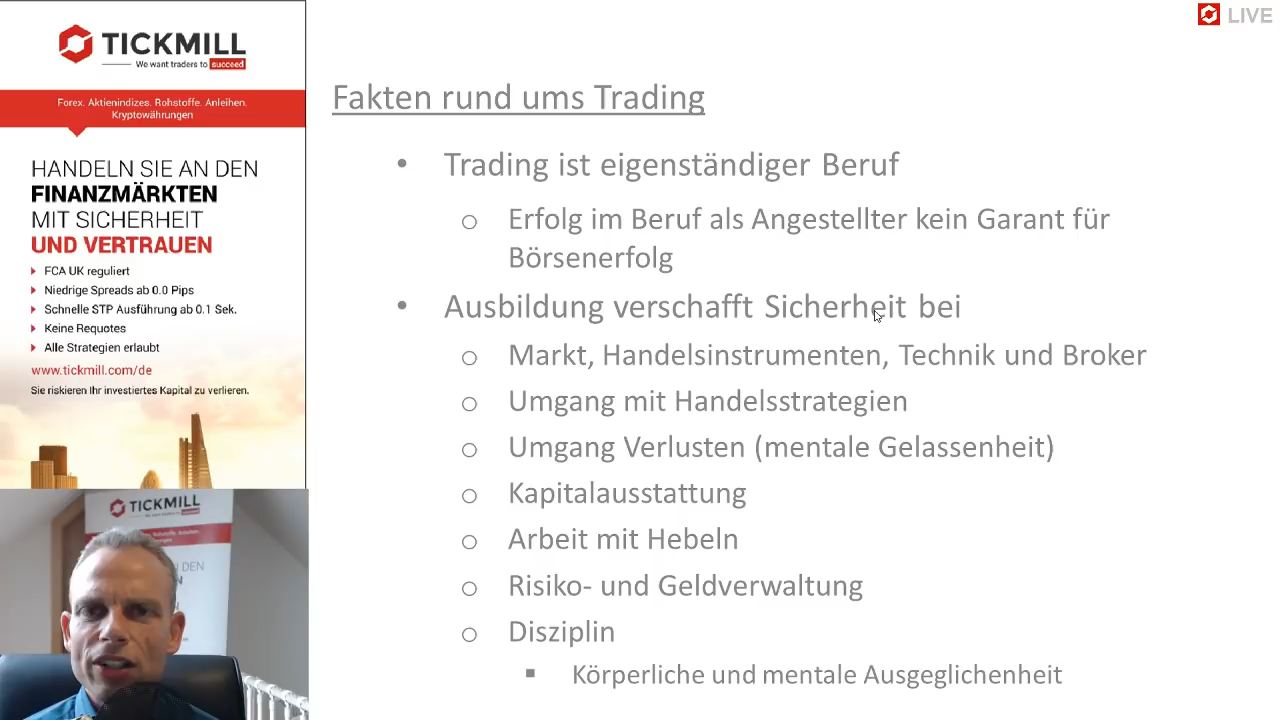 TICKMILL
We want traders to succeed
Forex. Aktienindizes. Rohstoffe. Anleihen.
Kryptowährungen
HANDELN SIE AN DEN
FINANZMÄRKTEN
MIT SICHERHEIT
UND VERTRAUEN
FCA UK reguliert
Niedrige Spreads ab 0.0 Pips
Schnelle STP Ausführung ab 0.1 Sek.
Keine Requotes
Alle Strategien erlaubt
www.tickmill.com/de
Sie riskieren Ihr investiertes Kapital zu verlieren.
TICKMILL
LIVE
Fakten rund ums Trading
• Trading ist eigenständiger Beruf
o Erfolg im Beruf als Angestellter kein Garant für
Börsenerfolg
• Ausbildung verschafft Sicherheit bei
o Markt, Handelsinstrumenten, Technik und Broker
o Umgang mit Handelsstrategien
o Umgang Verlusten (mentale Gelassenheit)
o Kapitalausstattung
o Arbeit mit Hebeln
o Risiko- und Geldverwaltung
o Disziplin
▪ Körperliche und mentale Ausgeglichenheit